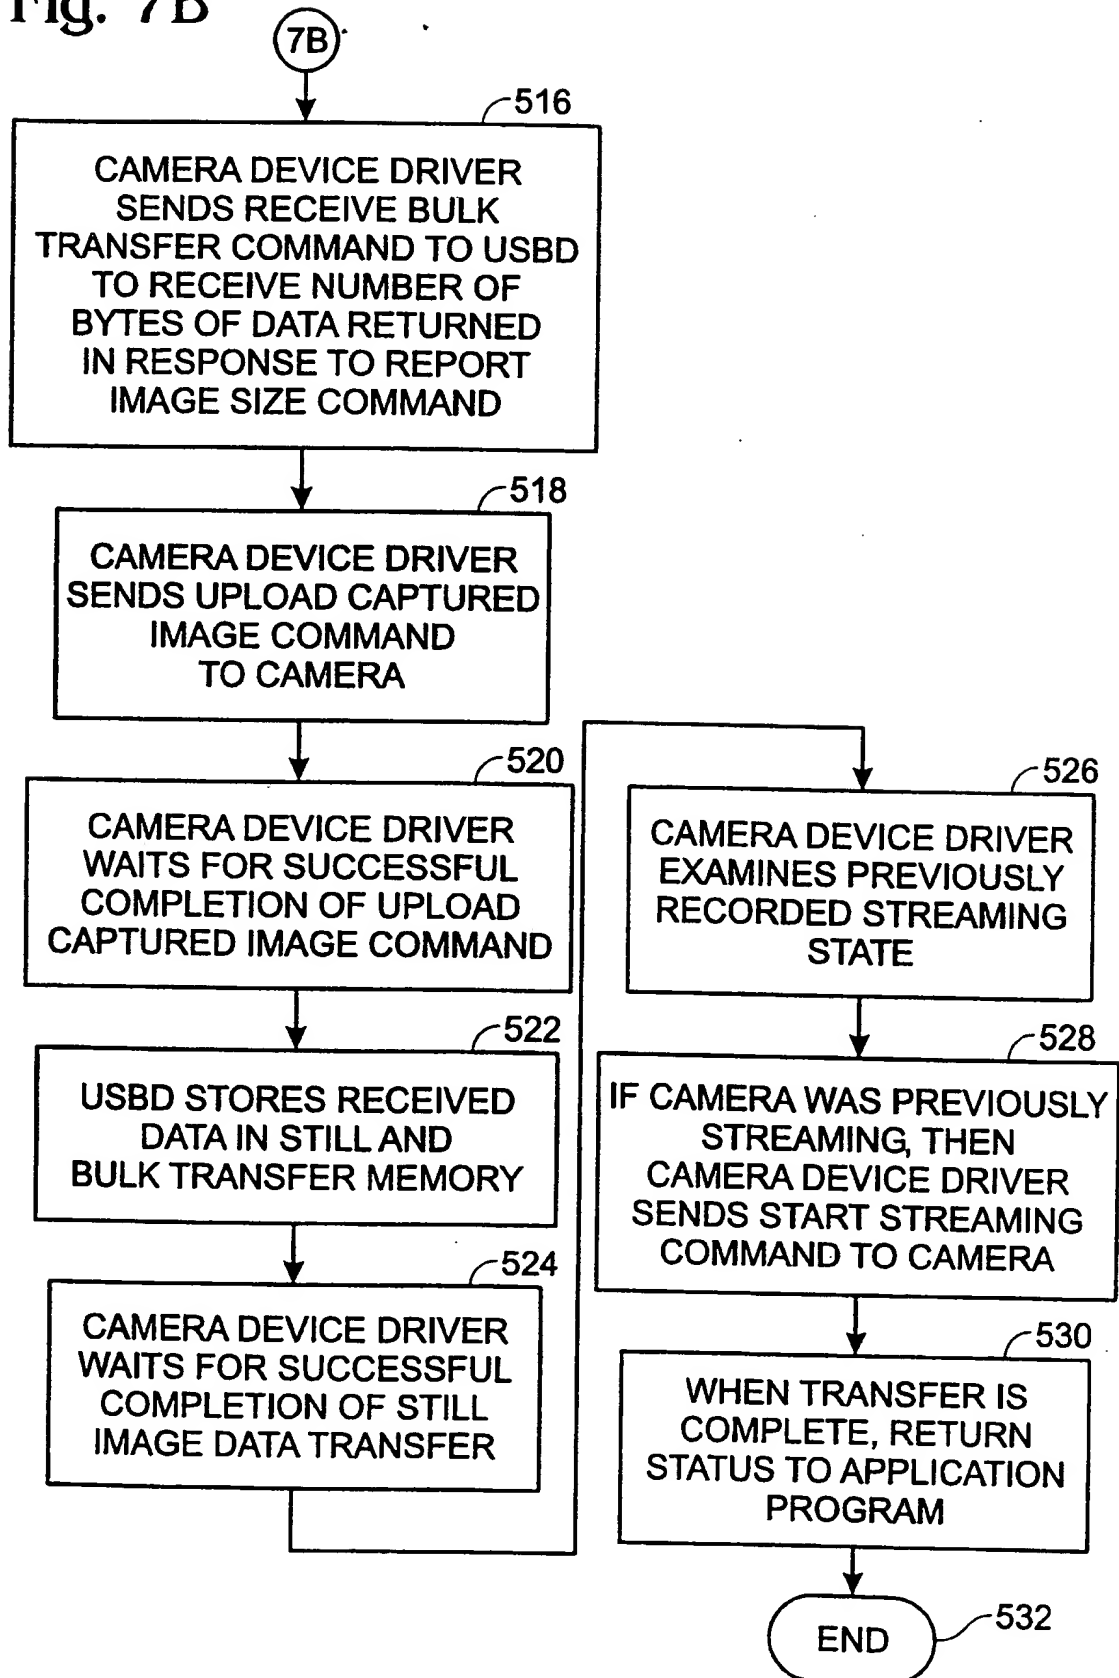 Fig. 7B
7B
516
CAMERA DEVICE DRIVER
SENDS RECEIVE BULK
TRANSFER COMMAND TO USBD
TO RECEIVE NUMBER OF
BYTES OF DATA RETURNED
IN RESPONSE TO REPORT
IMAGE SIZE COMMAND
518
CAMERA DEVICE DRIVER
SENDS UPLOAD CAPTURED
IMAGE COMMAND
TO CAMERA
520
CAMERA DEVICE DRIVER
WAITS FOR SUCCESSFUL
COMPLETION OF UPLOAD
CAPTURED IMAGE COMMAND
522
USBD STORES RECEIVED
DATA IN STILL AND
BULK TRANSFER MEMORY
524
CAMERA DEVICE DRIVER
WAITS FOR SUCCESSFUL
COMPLETION OF STILL
IMAGE DATA TRANSFER
526
CAMERA DEVICE DRIVER
EXAMINES PREVIOUSLY
RECORDED STREAMING
STATE
528
IF CAMERA WAS PREVIOUSLY
STREAMING, THEN
CAMERA DEVICE DRIVER
SENDS START STREAMING
COMMAND TO CAMERA
530
WHEN TRANSFER IS
COMPLETE, RETURN
STATUS TO APPLICATION
PROGRAM
END
532